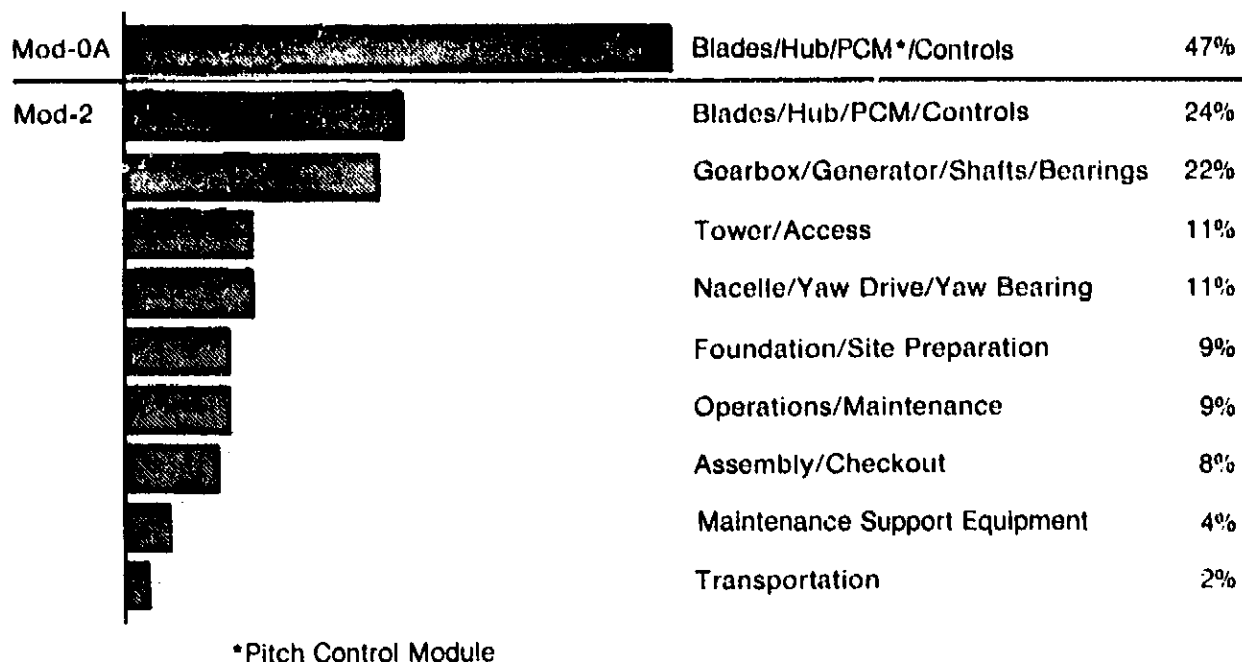 Mod-0A Blades/Hub/PCM*/Controls 47%
Mod-2 Blades/Hub/PCM/Controls 24%
Gearbox/Generator/Shafts/Bearings 22%
Tower/Access 11%
Nacelle/Yaw Drive/Yaw Bearing 11%
Foundation/Site Preparation 9%
Operations/Maintenance 9%
Assembly/Checkout 8%
Maintenance Support Equipment 4%
Transportation 2%
*Pitch Control Module